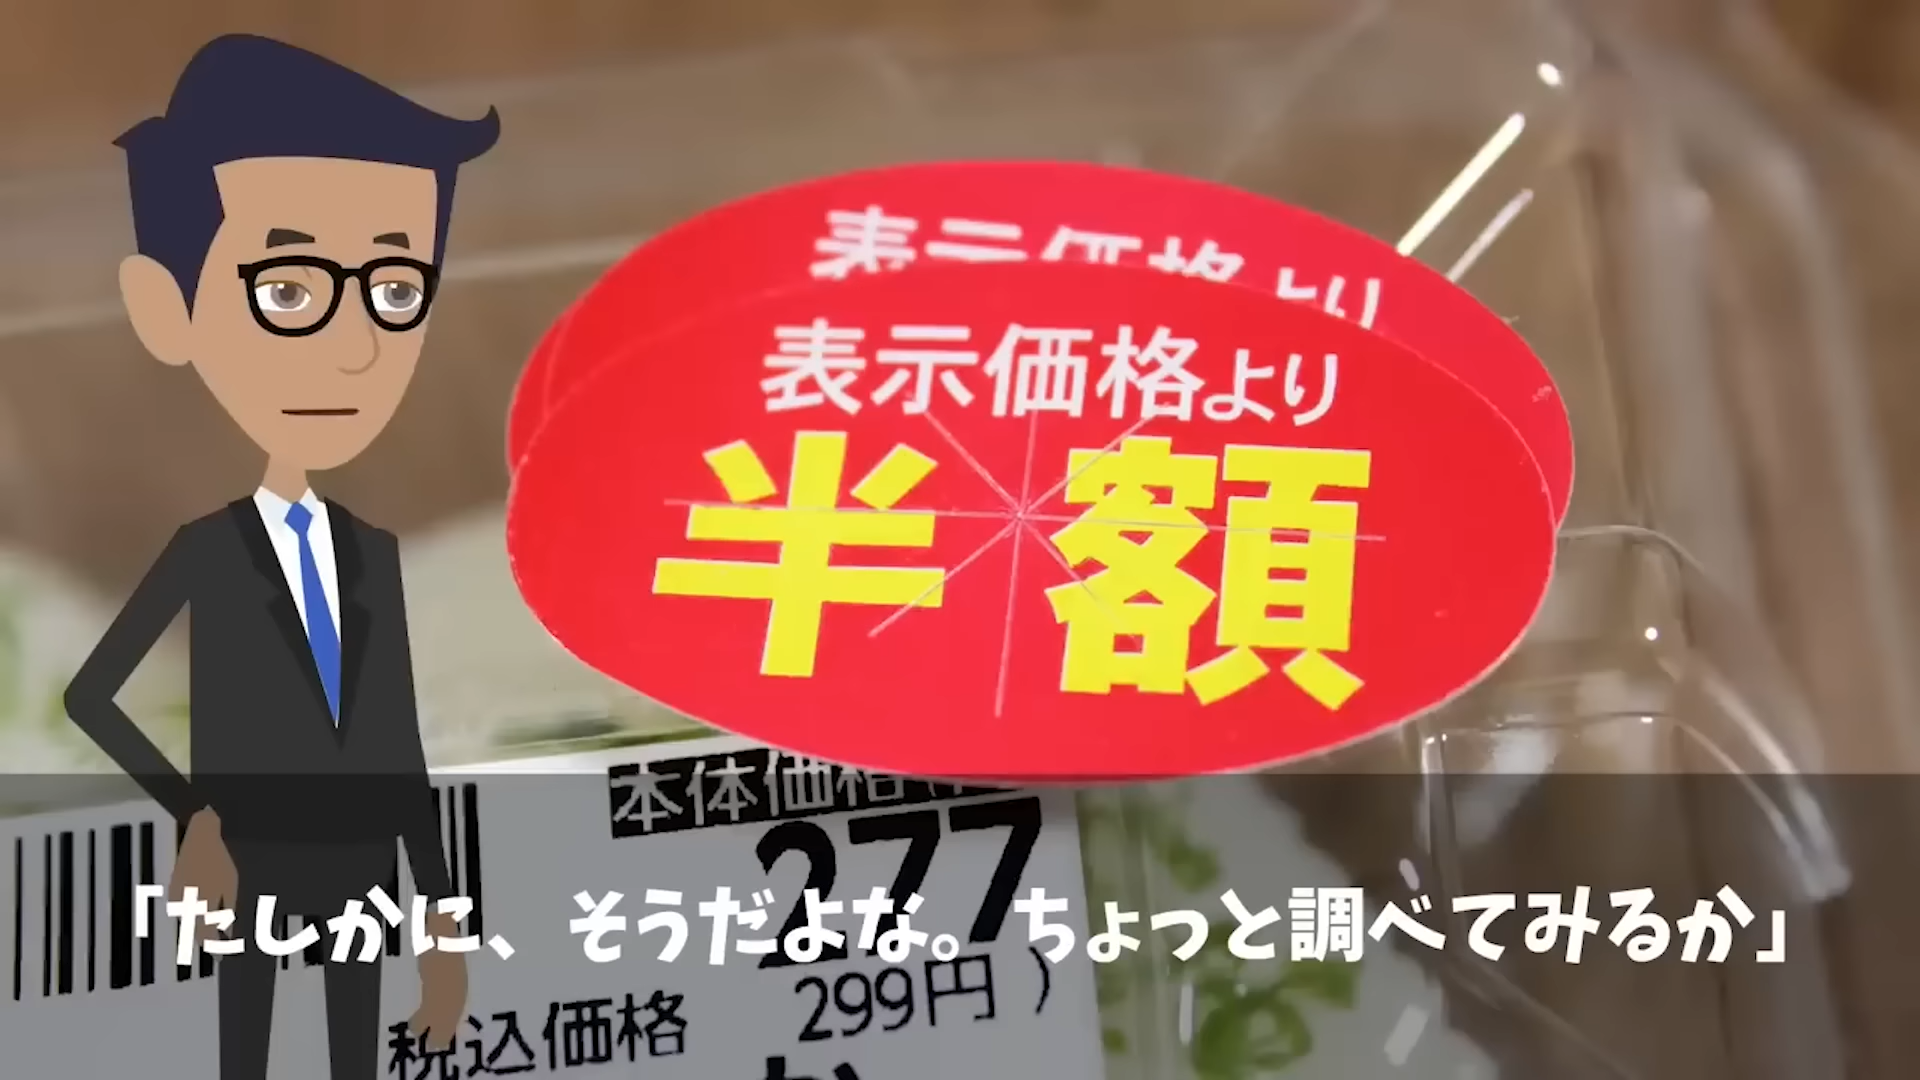 表示価格より
表示価格より
半額
本体価格
277
「たしかに、そうだよな。ちょっと調べてみるか」
税込価格 299円)